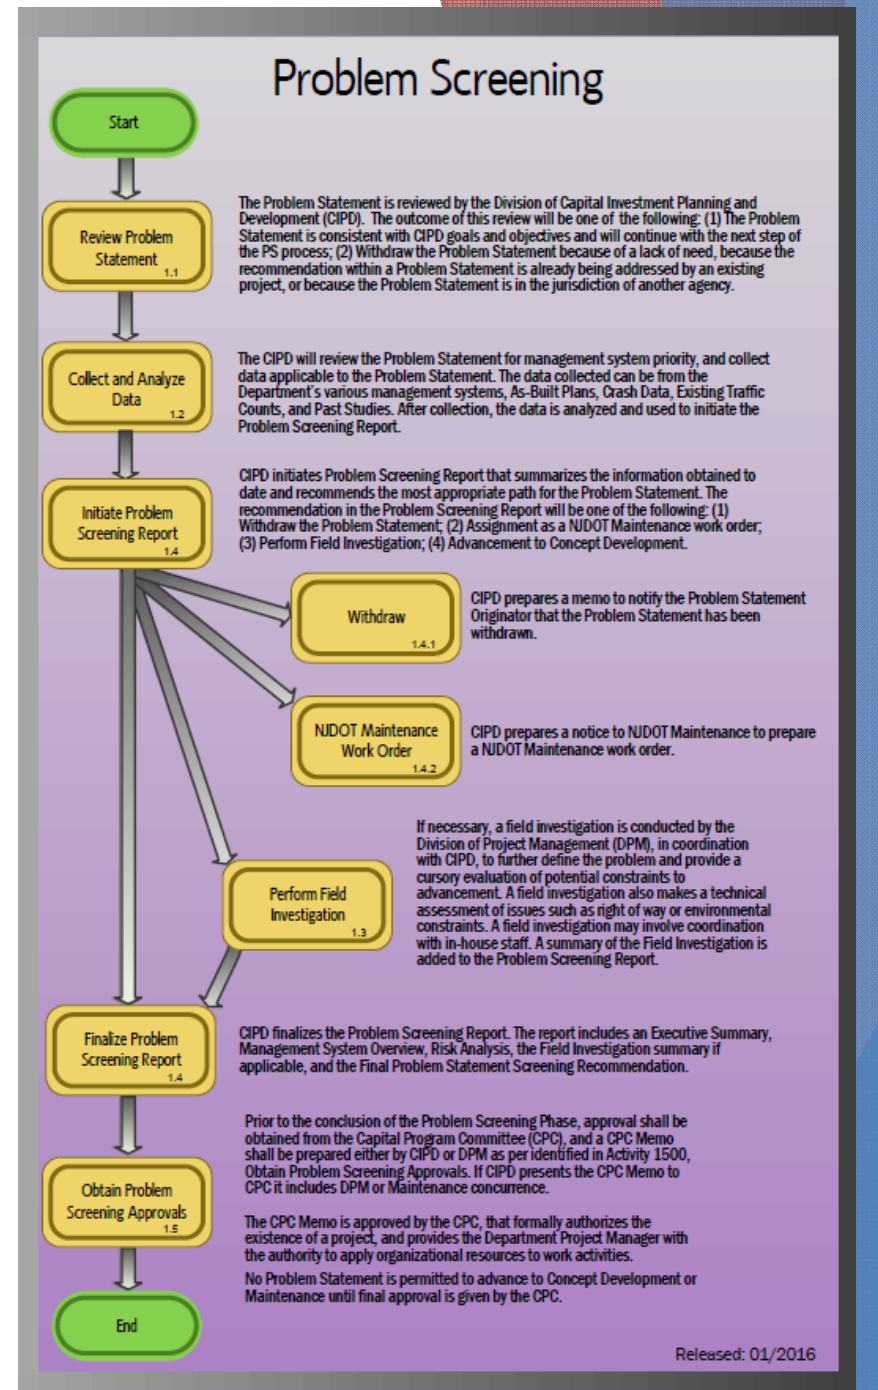 Problem Screening
Start
Review Problem
Statement
1.1
The Problem Statement is reviewed by the Division of Capital Investment Planning and
Development (CIPD).  The outcome of this review will be one of  the following: (1) The Problem
Statement is consistent with CIPD goals and objectives and will continue with the next step of
the PS process; (2) Withdraw the Problem Statement because of a lack of need, because the
recommendation within a Problem Statement is already being addressed by an existing
project, or because the Problem Statement is in the jurisdiction of another agency.
Collect and Analyze
Data
1.2
The CIPD will review the Problem Statement for management system priority, and collect
data applicable to the Problem Statement. The data collected can be from the
Department's various management systems, As-Built Plans, Crash Data, Existing Traffic
Counts, and Past Studies. After collection, the data is analyzed and used to initiate the
Problem Screening Report.
Initiate Problem
Screening Report
1.4
CIPD initiates Problem Screening Report that summarizes the information obtained to
date and recommends the most appropriate path for the Problem Statement. The
recommendation in the Problem Screening Report will be one of the following: (1)
Withdraw the Problem Statement; (2) Assignment as a NJDOT Maintenance work order;
(3) Perform Field Investigation; (4) Advancement to Concept Development.
Withdraw
1.4.1
CIPD prepares a memo to notify the Problem Statement
Originator that the Problem Statement has been
withdrawn.
NJDOT Maintenance
Work Order
1.4.2
CIPD prepares a notice to NJDOT Maintenance to prepare
a NJDOT Maintenance work order.
Perform Field
Investigation
1.3
If necessary, a field investigation is conducted by the
Division of Project Management (DPM), in coordination
with CIPD, to further define the problem and provide a
cursory evaluation of potential constraints to
advancement. A field investigation also makes a technical
assessment of issues such as right of way or environmental
constraints. A field investigation may involve coordination
with in-house staff. A summary of the Field Investigation is
added to the Problem Screening Report.
Finalize Problem
Screening Report
1.4
CIPD finalizes the Problem Screening Report. The report includes an Executive Summary,
Management System Overview, Risk Analysis, the Field Investigation summary if
applicable, and the Final Problem Statement Screening Recommendation.
Obtain Problem
Screening Approvals
1.5
Prior to the conclusion of the Problem Screening Phase, approval shall be
obtained from the Capital Program Committee (CPC), and a CPC Memo
shall be prepared either by CIPD or DPM as per identified in Activity 1500,
Obtain Problem Screening Approvals. If CIPD presents the CPC Memo to
CPC it includes DPM or Maintenance concurrence.
The CPC Memo is approved by the CPC, that formally authorizes the
existence of a project, and provides the Department Project Manager with
the authority to apply organizational resources to work activities.
No Problem Statement is permitted to advance to Concept Development or
Maintenance until final approval is given by the CPC.
End
Released: 01/2016